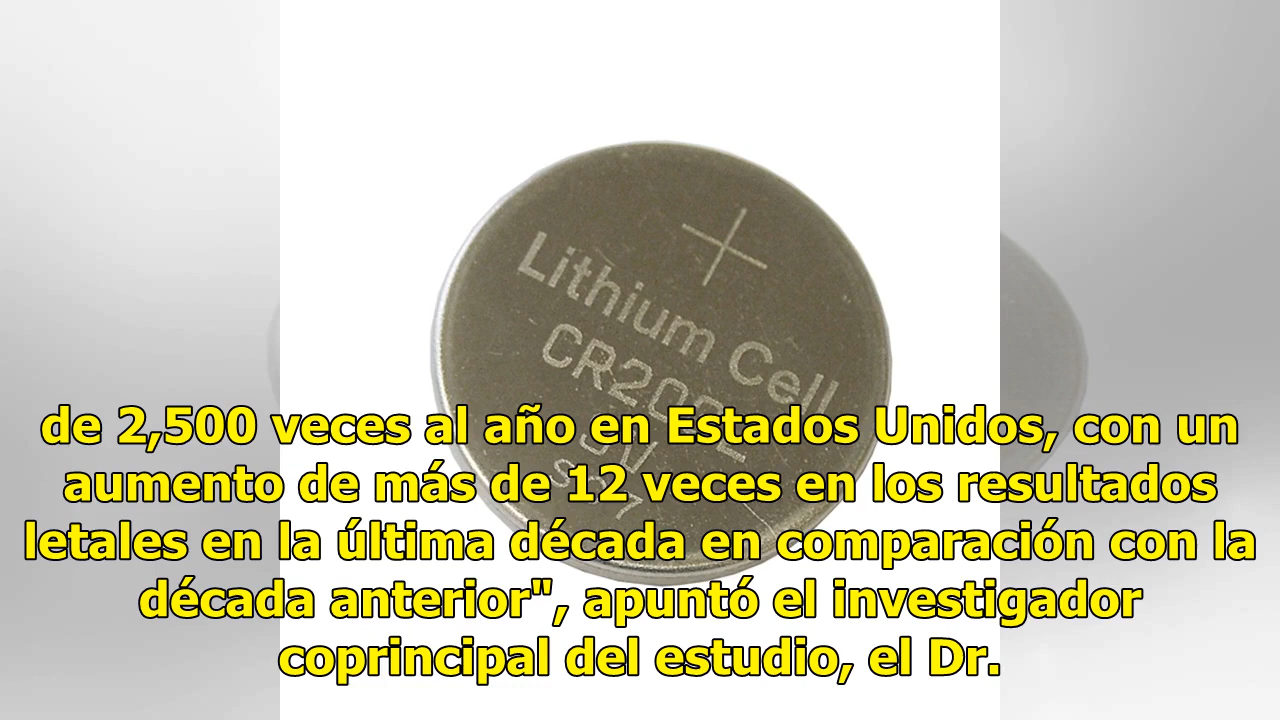 +
Lithium Cell
CR2032
de 2,500 veces al año en Estados Unidos, con un
aumento de más de 12 veces en los resultados
letales en la última década en comparación con la
década anterior", apuntó el investigador
coprincipal del estudio, el Dr.